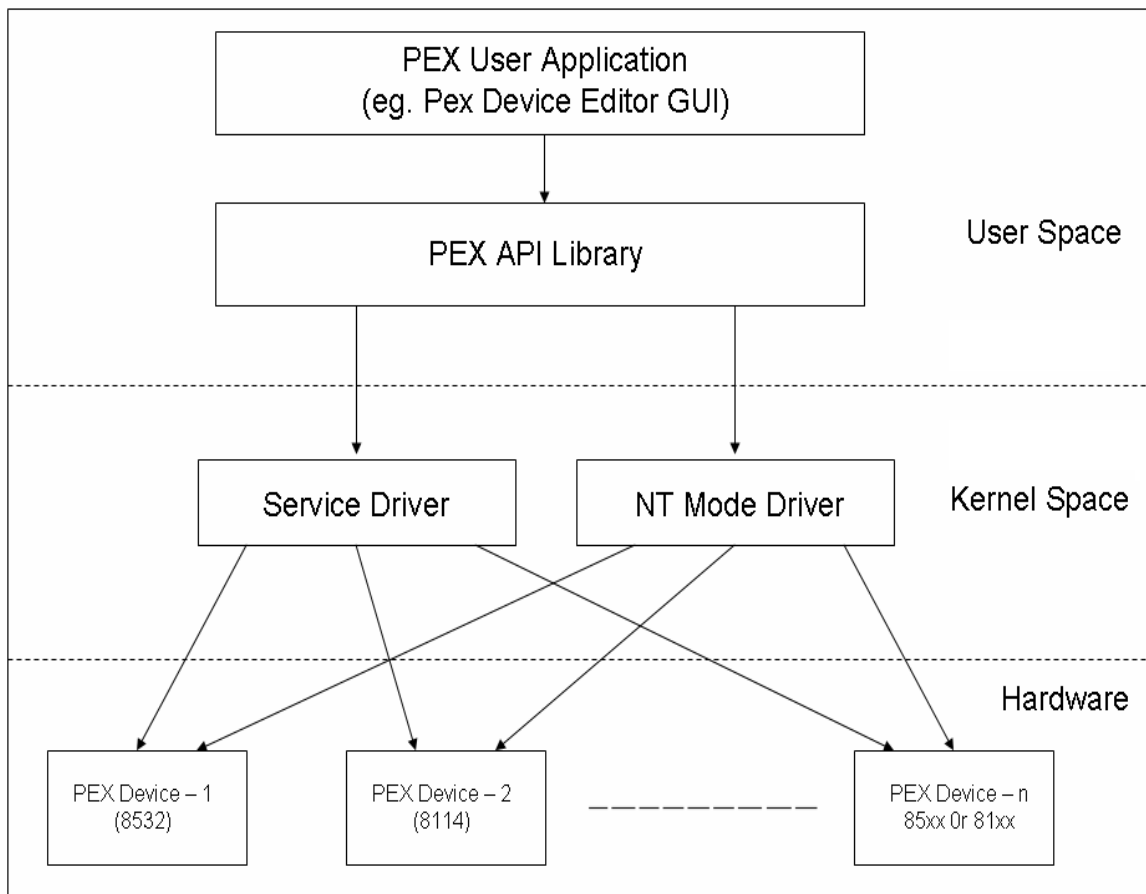 PEX User Application
(eg. Pex Device Editor GUI)
PEX API Library
User Space
Service Driver
NT Mode Driver
Kernel Space
Hardware
PEX Device – 1
(8532)
PEX Device – 2
(8114)
PEX Device – n
85xx 0r 81xx